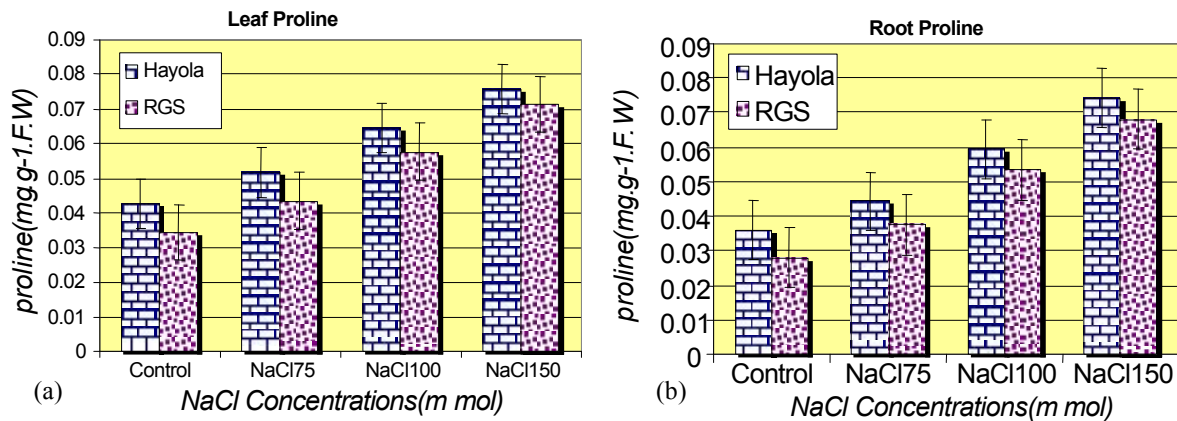 Leaf Proline
0.09
0.08
0.07
0.06
0.05
0.04
0.03
0.02
0.01
0
proline(mg.g-1.F.W)
Hayola
RGS
Control NaCl75 NaCl100 NaCl150
NaCl Concentrations(m mol)
(a)
Root Proline
0.09
0.08
0.07
0.06
0.05
0.04
0.03
0.02
0.01
0
proline(mg.g-1.F.W)
Hayola
RGS
Control NaCl75 NaCl100 NaCl150
NaCl Concentrations(m mol)
(b)